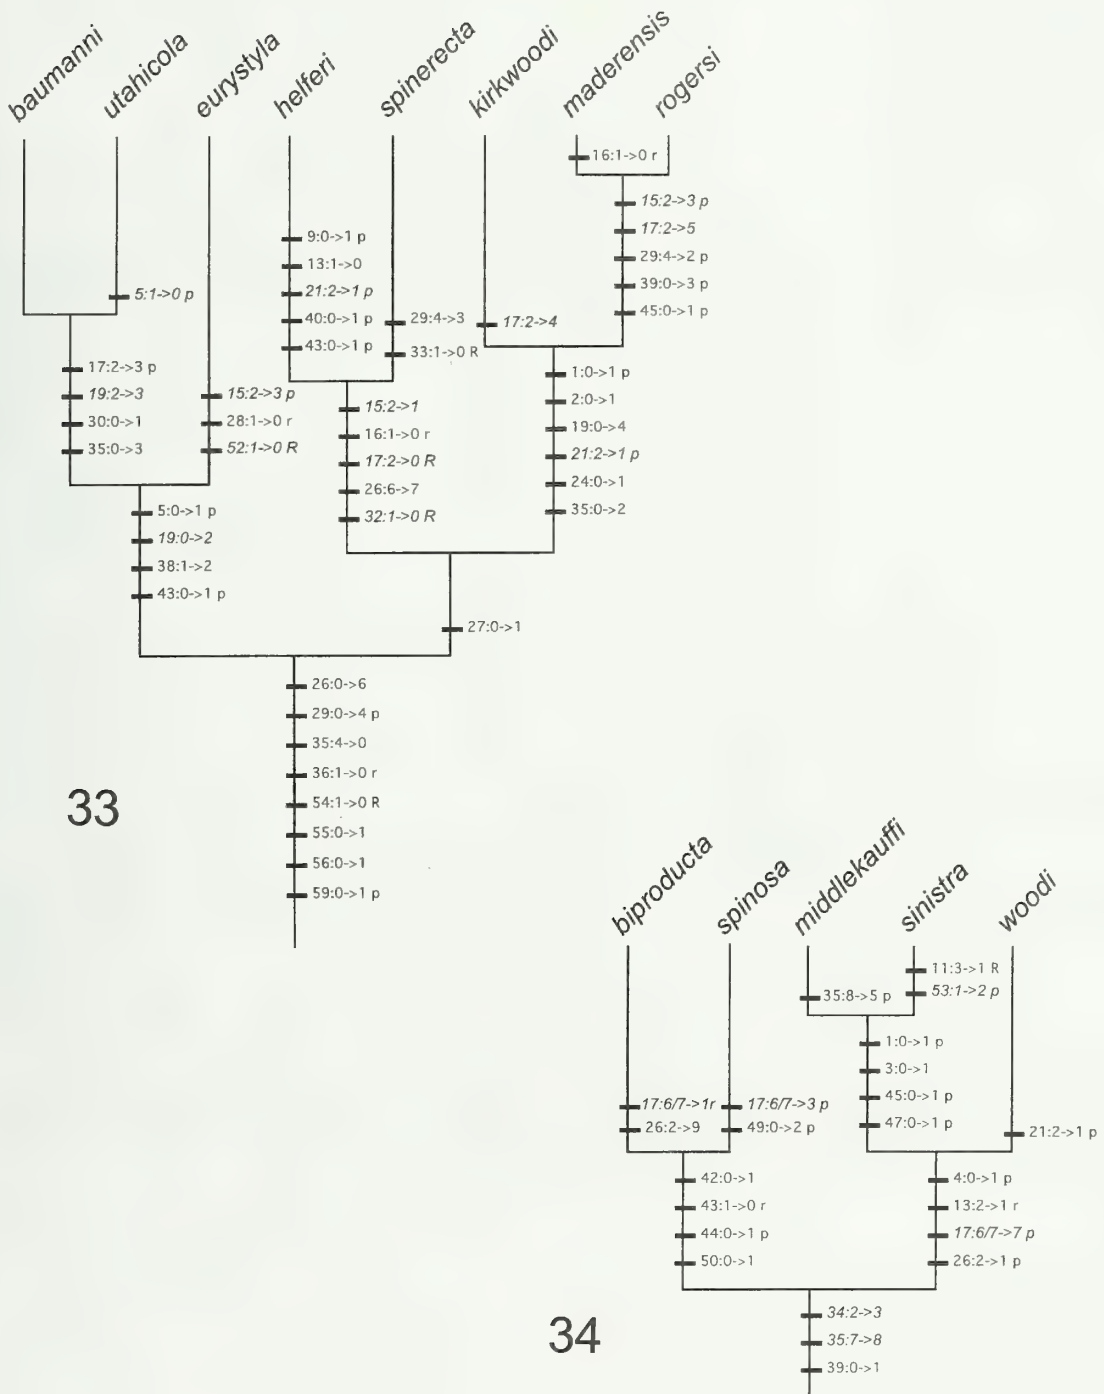 baumanni
utahicola
eurystyla
helferi
spinerecta
kirkwoodi
maderensis
rogersi
16:1->0 r
15:2->3 p
17:2->5
29:4->2 p
39:0->3 p
45:0->1 p
9:0->1 p
13:1->0
21:2->1 p
40:0->1 p
43:0->1 p
5:1->0 p
29:4->3
33:1->0 R
17:2->4
17:2->3 p
19:2->3
30:0->1
35:0->3
15:2->3 p
28:1->0 r
52:1->0 R
15:2->1
16:1->0 r
17:2->0 R
26:6->7
32:1->0 R
1:0->1 p
2:0->1
19:0->4
21:2->1 p
24:0->1
35:0->2
5:0->1 p
19:0->2
38:1->2
43:0->1 p
27:0->1
26:0->6
29:0->4 p
35:4->0
36:1->0 r
54:1->0 R
55:0->1
56:0->1
59:0->1 p
33
biproducta
spinosa
middlekauffi
sinistra
woodi
11:3->1 R
53:1->2 p
35:8->5 p
1:0->1 p
3:0->1
45:0->1 p
47:0->1 p
17:6/7->1r
26:2->9
17:6/7->3 p
49:0->2 p
21:2->1 p
42:0->1
43:1->0 r
44:0->1 p
50:0->1
4:0->1 p
13:2->1 r
17:6/7->7 p
26:2->1 p
34:2->3
35:7->8
39:0->1
34